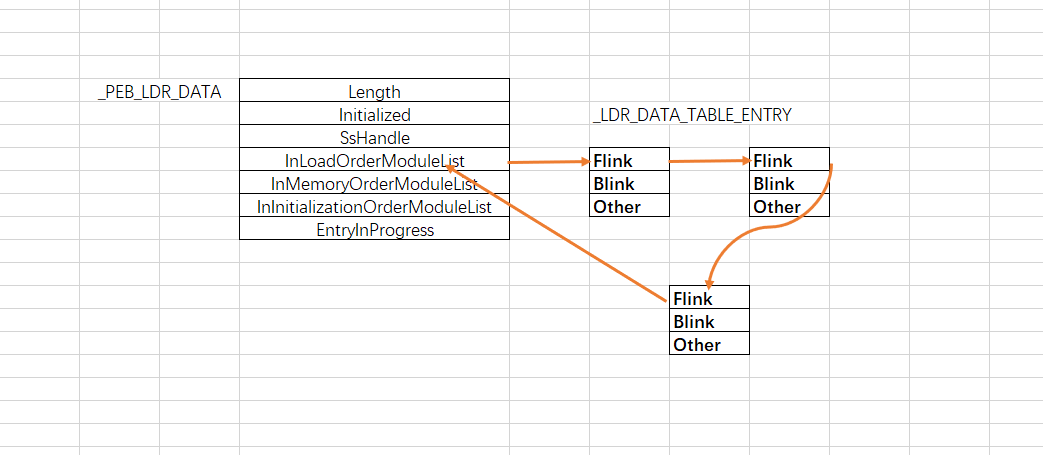 _PEB_LDR_DATA
Length
Initialized
SsHandle
InLoadOrderModuleList
InMemoryOrderModuleList
InInitializationOrderModuleList
EntryInProgress
_LDR_DATA_TABLE_ENTRY
Flink
Blink
Other
Flink
Blink
Other
Flink
Blink
Other